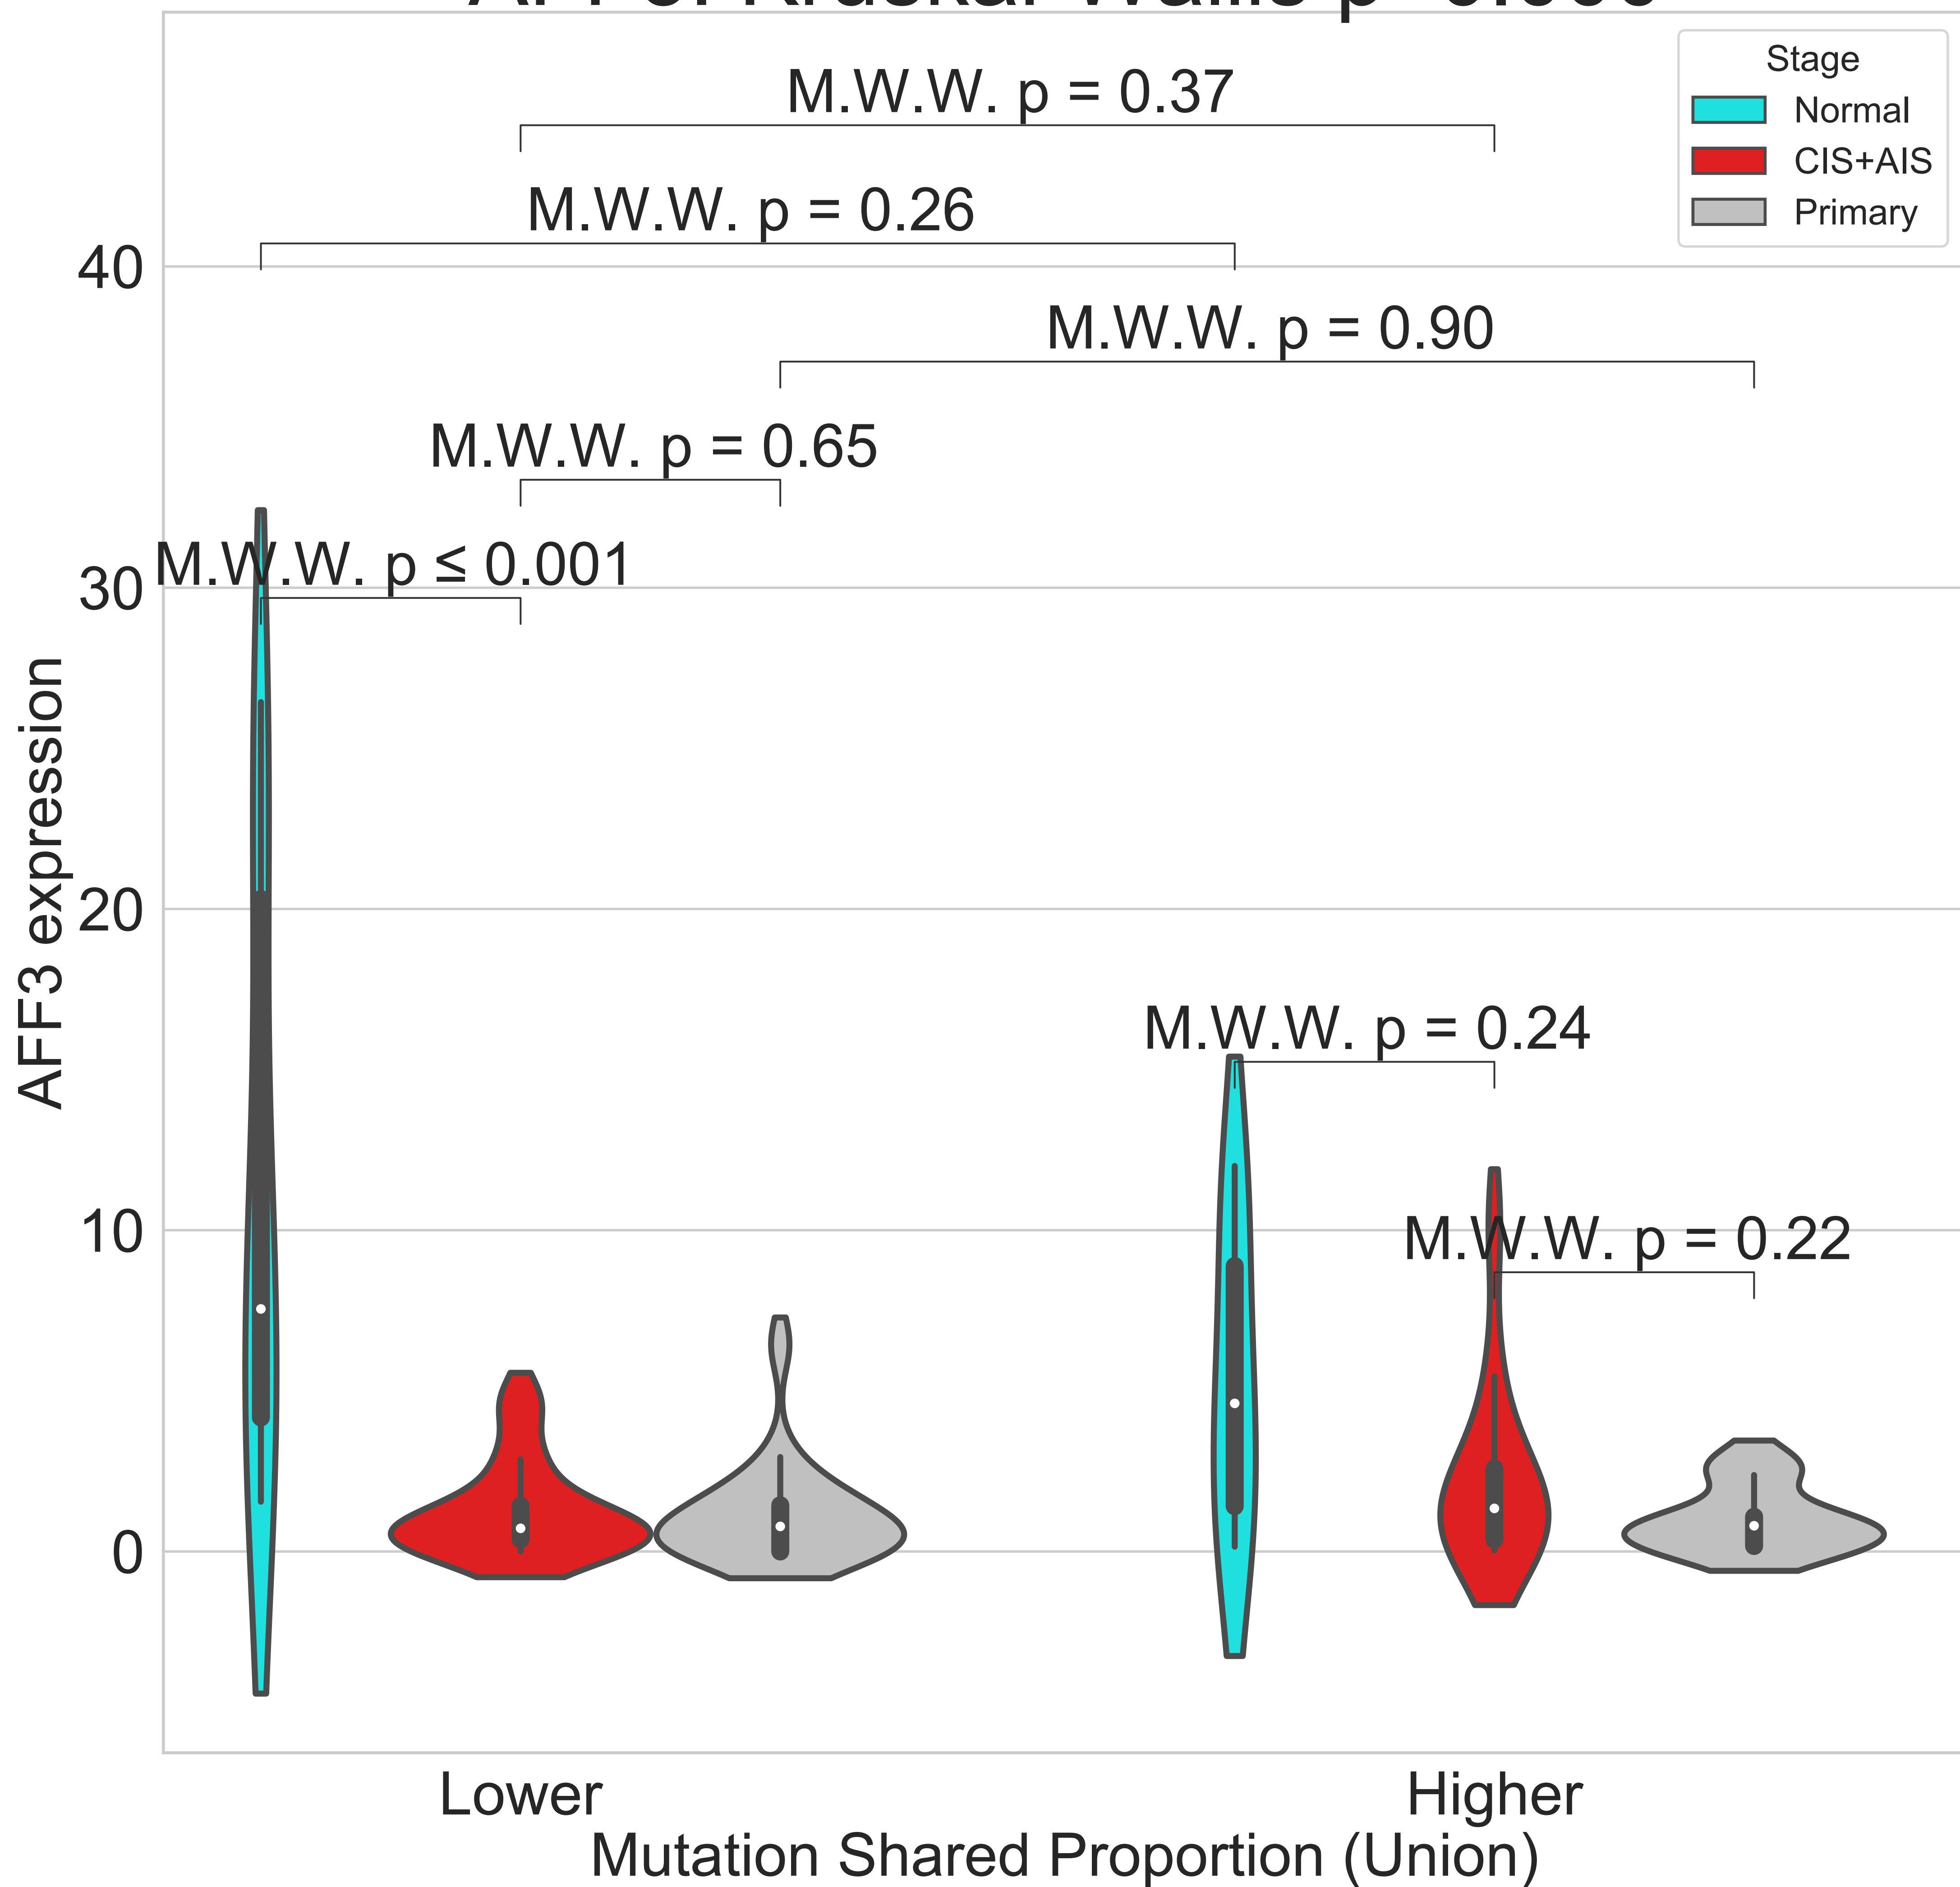 Stage
Normal
CIS+AIS
Primary
M.W.W. p = 0.37
M.W.W. p = 0.26
M.W.W. p = 0.90
M.W.W. p = 0.65
M.W.W. p ≤ 0.001
M.W.W. p = 0.24
M.W.W. p = 0.22
AFF3 expression
40
30
20
10
0
Lower
Higher
Mutation Shared Proportion (Union)